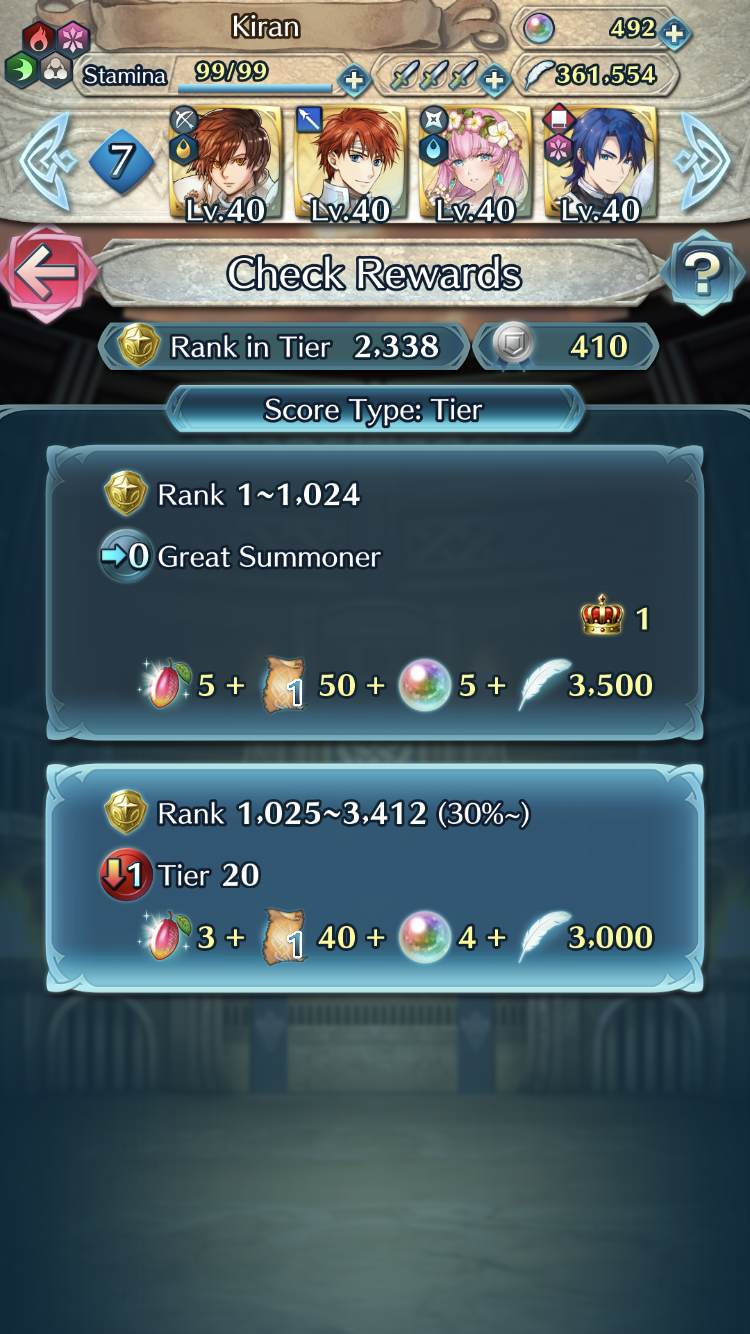 Kiran
492
Stamina 99/99
361,554
7
Lv.40 Lv.40 Lv.40 Lv.40
Check Rewards
?
Rank in Tier 2,338
410
Score Type: Tier
Rank 1~1,024
0 Great Summoner
1
5 + 1 50 + 5 + 3,500
Rank 1,025~3,412 (30%~)
1 Tier 20
3 + 1 40 + 4 + 3,000